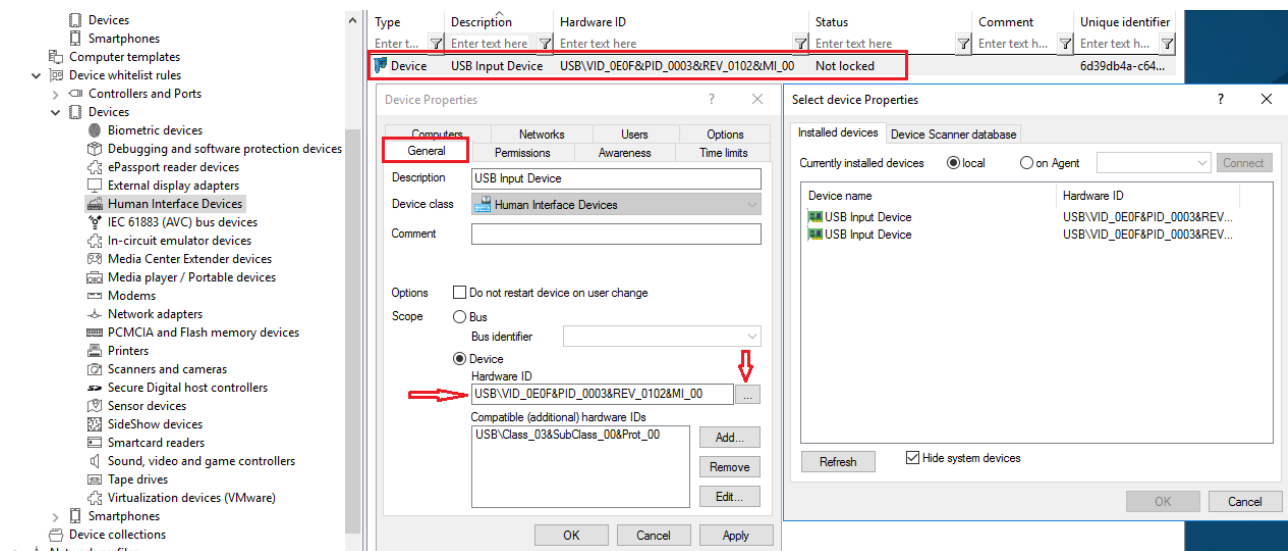 Devices
Smartphones
Computer templates
Device whitelist rules
Controllers and Ports
Devices
Biometric devices
Debugging and software protection devices
ePassport reader devices
External display adapters
Human Interface Devices
IEC 61883 (AVC) bus devices
In-circuit emulator devices
Media Center Extender devices
Media player / Portable devices
Modems
Network adapters
PCMCIA and Flash memory devices
Printers
Scanners and cameras
Secure Digital host controllers
Sensor devices
SideShow devices
Smartcard readers
Sound, video and game controllers
Tape drives
Virtualization devices (VMware)
Smartphones
Device collections
Type Description Hardware ID Status Comment Unique identifier
Enter t... Enter text here Enter text here Enter text here Enter text h... Enter text h...
Device USB Input Device USB\VID_0E0F&PID_0003&REV_0102&MI_00 Not locked 6d39db4a-c64...
Device Properties ?
Computers Networks Users Options
General Permissions Awareness Time limits
Description USB Input Device
Device class Human Interface Devices
Comment
Options Do not restart device on user change
Scope Bus
Bus identifier
Device
Hardware ID
USB\VID_0E0F&PID_0003&REV_0102&MI_00 ...
Compatible (additional) hardware IDs
USB\Class_03&SubClass_00&Prot_00
Add...
Remove
Edit...
OK Cancel Apply
Select device Properties ?
Installed devices Device Scanner database
Currently installed devices local on Agent Connect
Device name Hardware ID
USB Input Device USB\VID_0E0F&PID_0003&REV...
USB Input Device USB\VID_0E0F&PID_0003&REV...
Refresh Hide system devices
OK Cancel